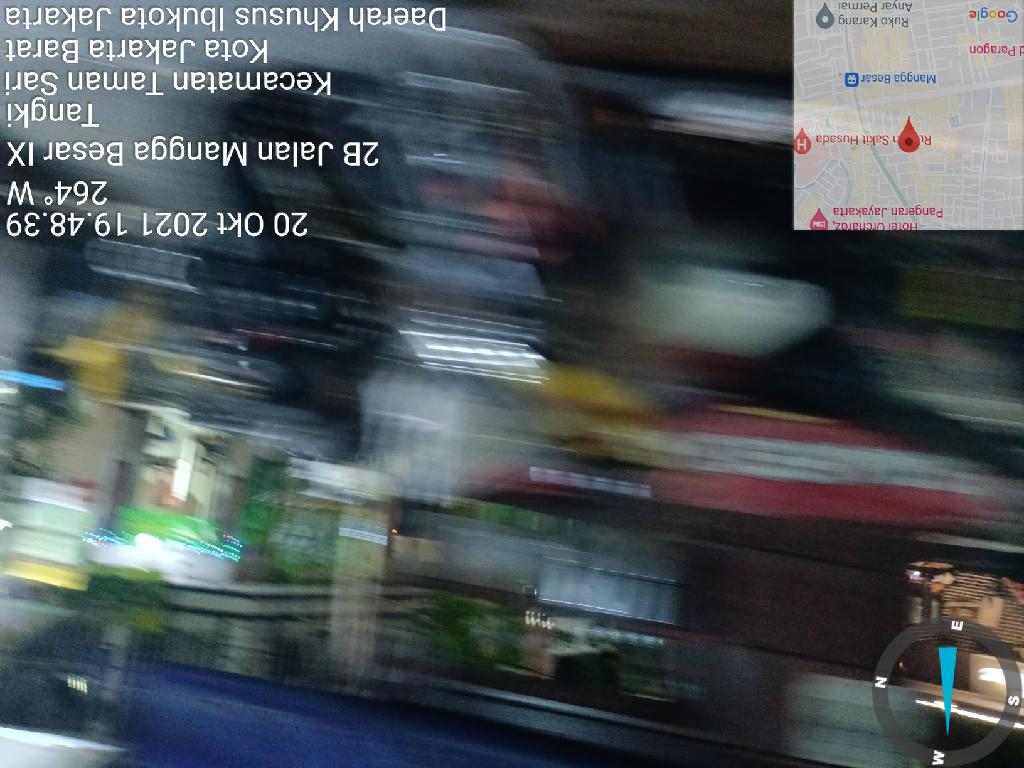 W
S
N
E
Hotel Orchardz,
Pangeran Jayakarta
Sakit Husada
H
Mangga Besar
d Paragon
Google
Ruko Karang
Anyar Permai
20 Okt 2021 19.48.39
264° W
2B Jalan Mangga Besar IX
Tangki
Kecamatan Taman Sari
Kota Jakarta Barat
Daerah Khusus Ibukota Jakarta